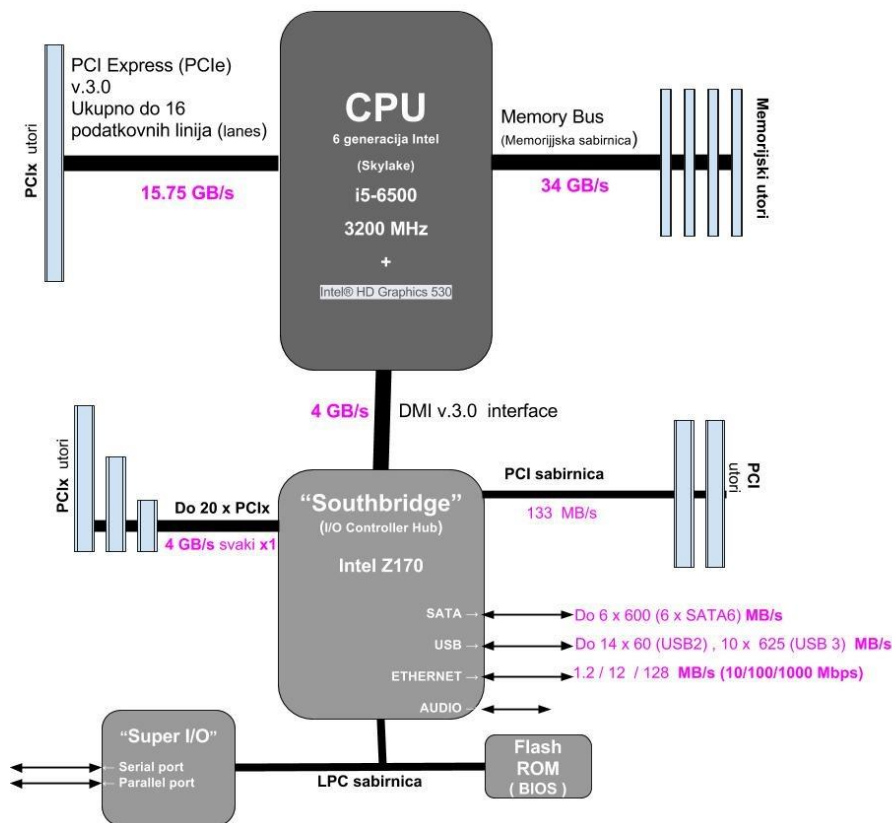 PCI Express (PCIe)
v.3.0
Ukupno do 16
podatkovnih linija (lanes)
PCIx utori
15.75 GB/s
CPU
6 generacija Intel
(Skylake)
i5-6500
3200 MHz
+
Intel® HD Graphics 530
Memory Bus
(Memorijjska sabirnica)
34 GB/s
Memorijski utori
4 GB/s
DMI v.3.0 interface
PCIx utori
Do 20 x PCIx
4 GB/s svaki x1
"Southbridge"
(I/O Controller Hub)
Intel Z170
SATA →
USB →
ETHERNET →
AUDIO →
PCI sabirnica
133 MB/s
PCI
utori
Do 6 x 600 (6 x SATA6) MB/s
Do 14 x 60 (USB2) , 10 x 625 (USB 3) MB/s
1.2 / 12 / 128 MB/s (10/100/1000 Mbps)
"Super I/O"
← Serial port
← Parallel port
LPC sabirnica
Flash
ROM
( BIOS )